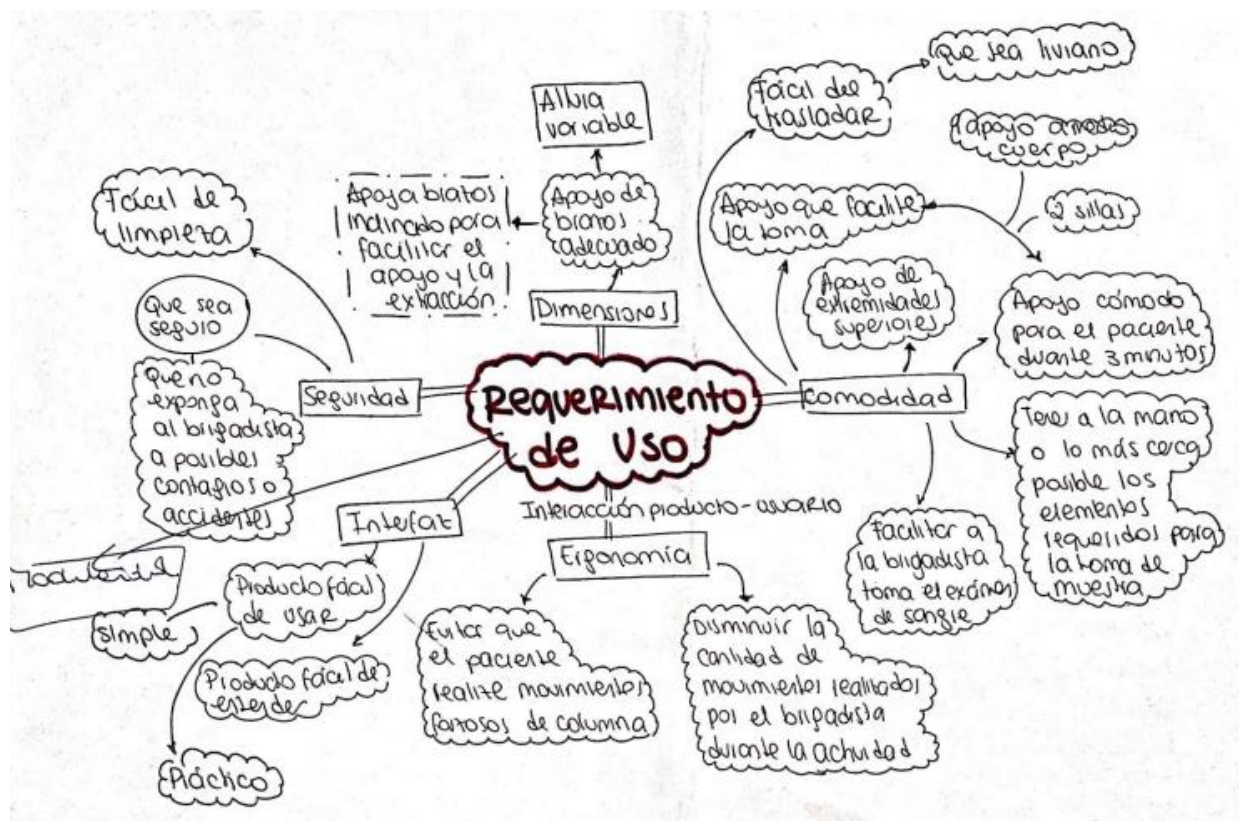 Requerimiento
de Uso
Dimensiones
Apoyo de
brazos
adecuado
Altura
variable
Apoya brazos
inclinado para
facilitar el
apoyo y la
extracción
Seguridad
Fácil de
limpieza
Que sea
seguro
Que no
exponga
al brigadista
a posibles
contagios o
accidentes
Interfaz
Producto fácil
de usar
simple
Práctico
Producto fácil de
entender
Interacción producto - usuario
Ergonomía
Evitar que
el paciente
realize movimientos
forzosos de columna
Disminuir la
cantidad de
movimientos realizados
por el brigadista
durante la actividad
Comodidad
Fácil de
trasladar
que sea liviano
Apoyo que facilite
la toma
apoyo
cuerpo
2 sillas
Apoyo de
extremidades
superiores
Apoyo cómodo
para el paciente
durante 3 minutos
Tener a la mano
o lo más cerca
posible los
elementos
requeridos para
la toma de
muestra
Facilitar a
la brigadista
toma el exámen
de sangre